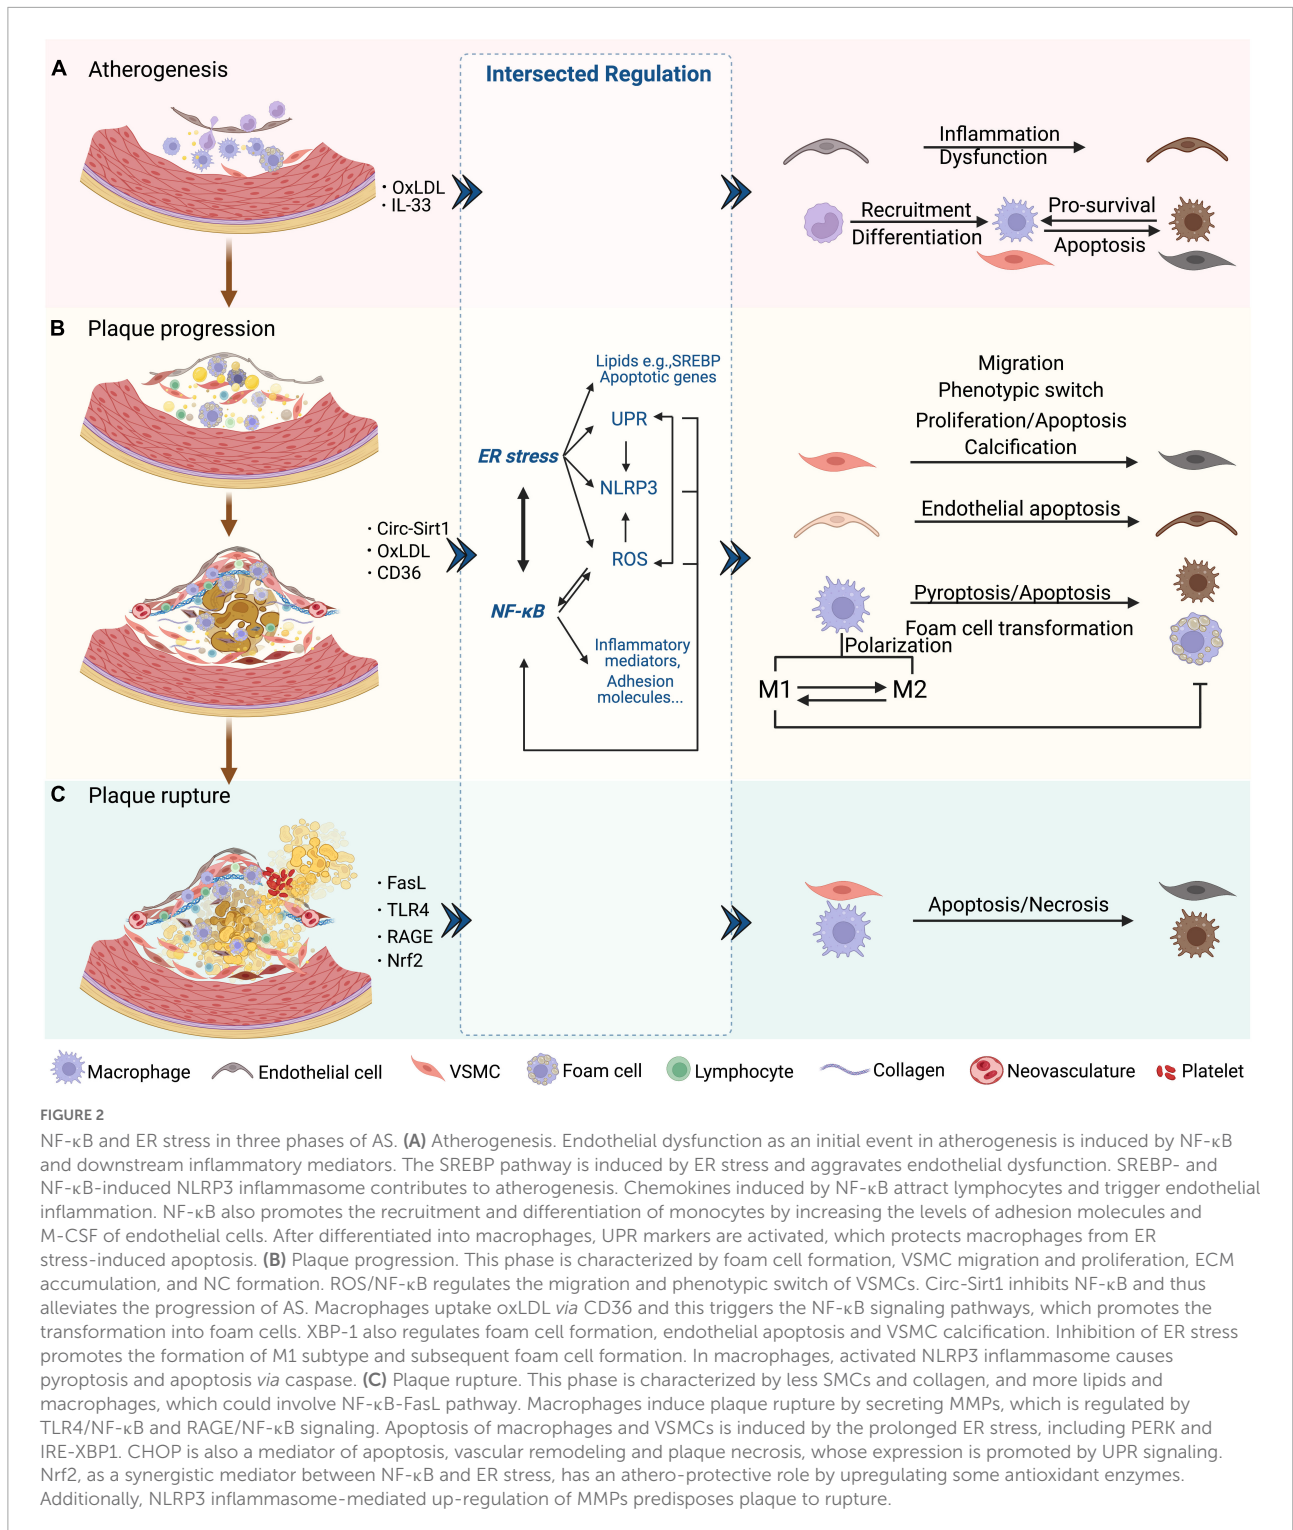 A Atherogenesis
Intersected Regulation
· OxLDL
· IL-33
Inflammation
Dysfunction
Recruitment
Differentiation
Pro-survival
Apoptosis
B Plaque progression
· Circ-Sirt1
· OxLDL
· CD36
Lipids e.g.,SREBP
Apoptotic genes
UPR
ER stress
NLRP3
ROS
NF-κB
Inflammatory
mediators,
Adhesion
molecules...
Migration
Phenotypic switch
Proliferation/Apoptosis
Calcification
Endothelial apoptosis
Pyroptosis/Apoptosis
Foam cell transformation
Polarization
M1
M2
C Plaque rupture
· FasL
· TLR4
· RAGE
· Nrf2
Apoptosis/Necrosis
Macrophage
Endothelial cell
VSMC
Foam cell
Lymphocyte
Collagen
Neovasculature
Platelet
FIGURE 2
NF-κB and ER stress in three phases of AS. (A) Atherogenesis. Endothelial dysfunction as an initial event in atherogenesis is induced by NF-κB
and downstream inflammatory mediators. The SREBP pathway is induced by ER stress and aggravates endothelial dysfunction. SREBP- and
NF-κB-induced NLRP3 inflammasome contributes to atherogenesis. Chemokines induced by NF-κB attract lymphocytes and trigger endothelial
inflammation. NF-κB also promotes the recruitment and differentiation of monocytes by increasing the levels of adhesion molecules and
M-CSF of endothelial cells. After differentiated into macrophages, UPR markers are activated, which protects macrophages from ER
stress-induced apoptosis. (B) Plaque progression. This phase is characterized by foam cell formation, VSMC migration and proliferation, ECM
accumulation, and NC formation. ROS/NF-κB regulates the migration and phenotypic switch of VSMCs. Circ-Sirt1 inhibits NF-κB and thus
alleviates the progression of AS. Macrophages uptake oxLDL via CD36 and this triggers the NF-κB signaling pathways, which promotes the
transformation into foam cells. XBP-1 also regulates foam cell formation, endothelial apoptosis and VSMC calcification. Inhibition of ER stress
promotes the formation of M1 subtype and subsequent foam cell formation. In macrophages, activated NLRP3 inflammasome causes
pyroptosis and apoptosis via caspase. (C) Plaque rupture. This phase is characterized by less SMCs and collagen, and more lipids and
macrophages, which could involve NF-κB-FasL pathway. Macrophages induce plaque rupture by secreting MMPs, which is regulated by
TLR4/NF-κB and RAGE/NF-κB signaling. Apoptosis of macrophages and VSMCs is induced by the prolonged ER stress, including PERK and
IRE-XBP1. CHOP is also a mediator of apoptosis, vascular remodeling and plaque necrosis, whose expression is promoted by UPR signaling.
Nrf2, as a synergistic mediator between NF-κB and ER stress, has an athero-protective role by upregulating some antioxidant enzymes.
Additionally, NLRP3 inflammasome-mediated up-regulation of MMPs predisposes plaque to rupture.